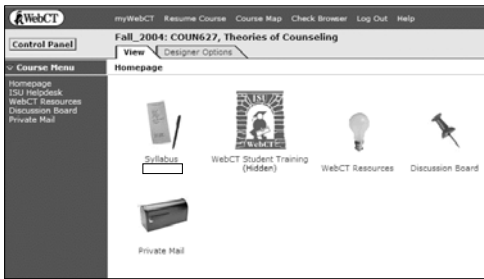 WebCT
myWebCT Resume Course Course Map Check Browser Log Out Help
Control Panel
Fall_2004: COUN627, Theories of Counseling
View Designer Options
Course Menu
Homepage
Homepage
ISU Helpdesk
WebCT Resources
Discussion Board
Private Mail
ISU
WebCT
Syllabus
WebCT Student Training
(Hidden)
WebCT Resources
Discussion Board
Private Mail